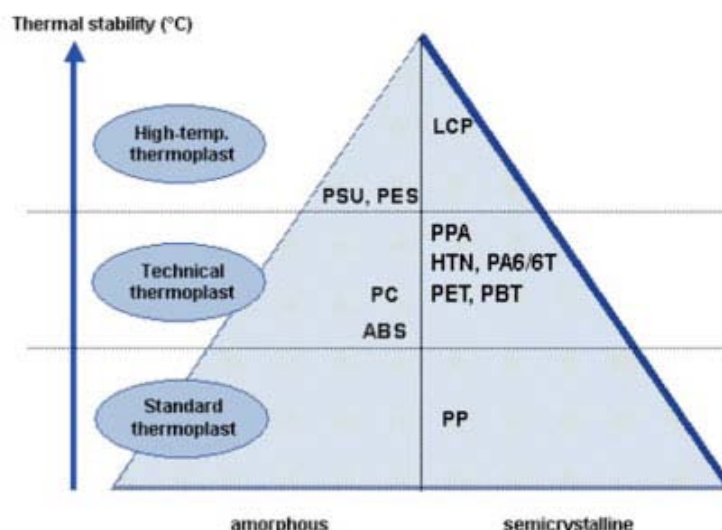 Thermal stability (°C)
High-temp.
thermoplast
LCP
PSU, PES
PPA
HTN, PA6/6T
Technical
thermoplast
PC
PET, PBT
ABS
Standard
thermoplast
PP
amorphous
semicrystalline